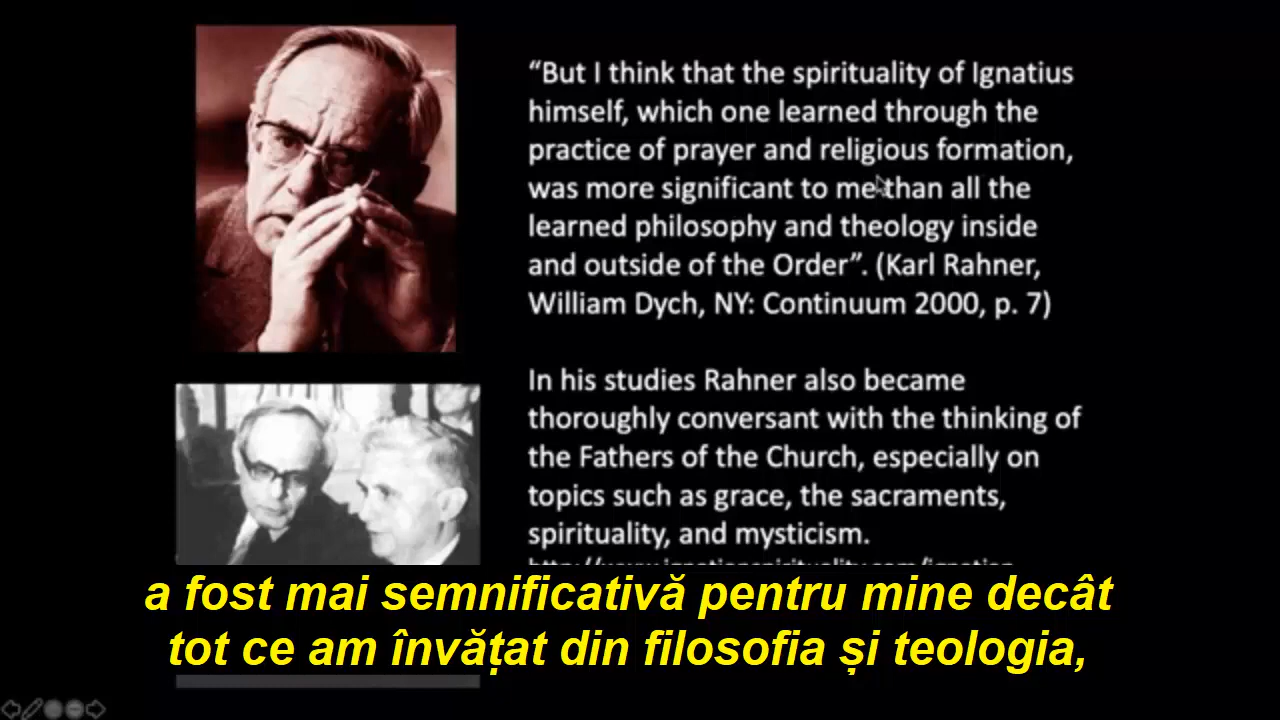 “But I think that the spirituality of Ignatius
himself, which one learned through the
practice of prayer and religious formation,
was more significant to me than all the
learned philosophy and theology inside
and outside of the Order”. (Karl Rahner,
William Dych, NY: Continuum 2000, p. 7)
In his studies Rahner also became
thoroughly conversant with the thinking of
the Fathers of the Church, especially on
topics such as grace, the sacraments,
spirituality, and mysticism.
a fost mai semnificativă pentru mine decât
tot ce am învățat din filosofia și teologia,